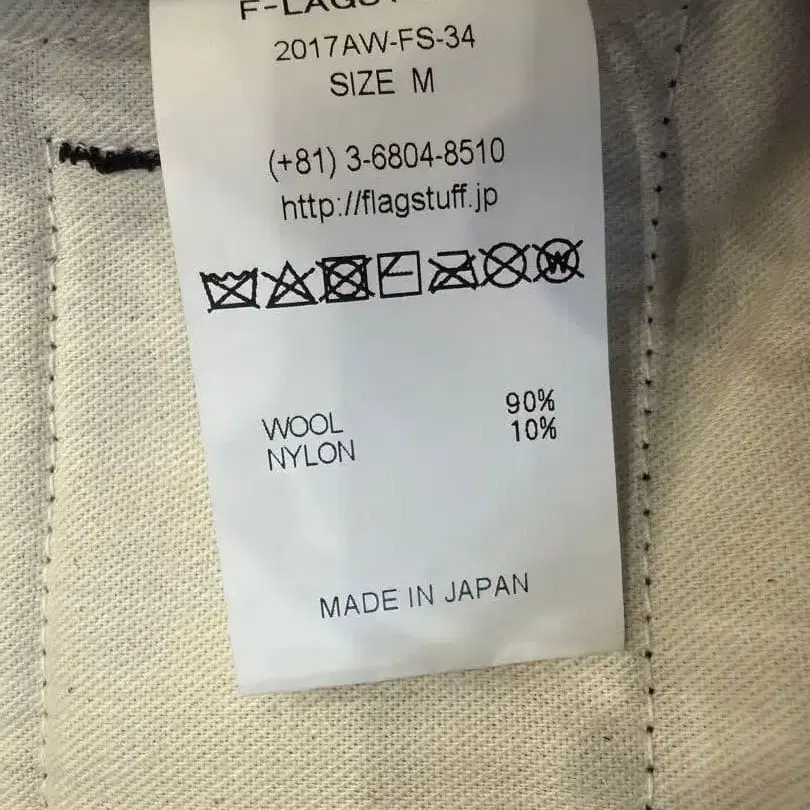 2017AW-FS-34
SIZE M
(+81) 3-6804-8510
http://flagstuff.jp
W
WOOL 90%
NYLON 10%
MADE IN JAPAN